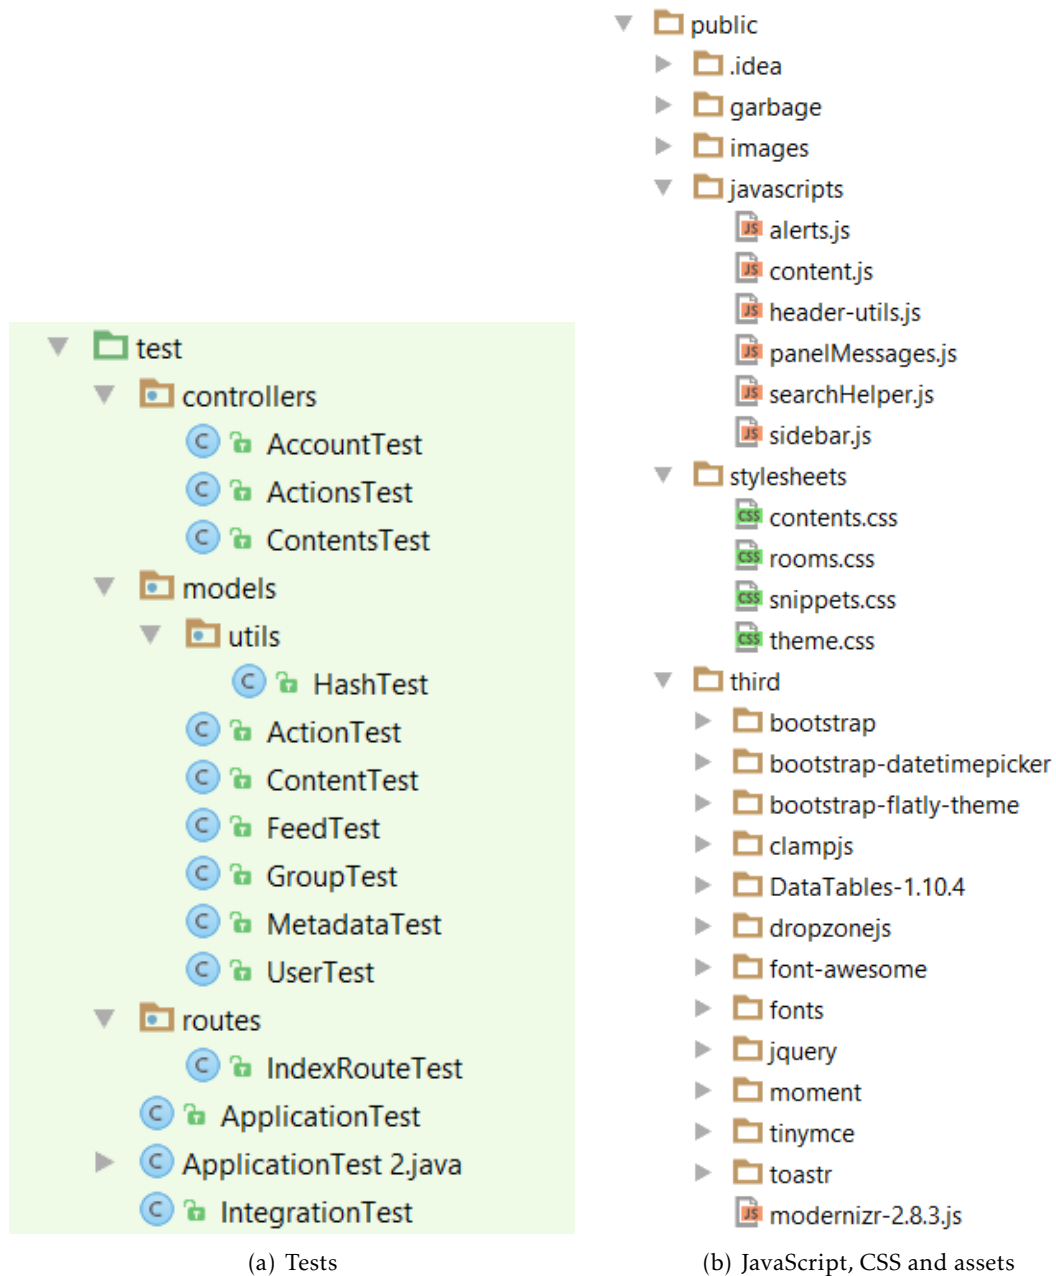 test
controllers
AccountTest
ActionsTest
ContentsTest
models
utils
HashTest
ActionTest
ContentTest
FeedTest
GroupTest
MetadataTest
UserTest
routes
IndexRouteTest
ApplicationTest
ApplicationTest 2.java
IntegrationTest
(a) Tests
public
.idea
garbage
images
javascripts
alerts.js
content.js
header-utils.js
panelMessages.js
searchHelper.js
sidebar.js
stylesheets
contents.css
rooms.css
snippets.css
theme.css
third
bootstrap
bootstrap-datetimepicker
bootstrap-flatly-theme
clampjs
DataTables-1.10.4
dropzonejs
font-awesome
fonts
jquery
moment
tinymce
toastr
modernizr-2.8.3.js
(b) JavaScript, CSS and assets